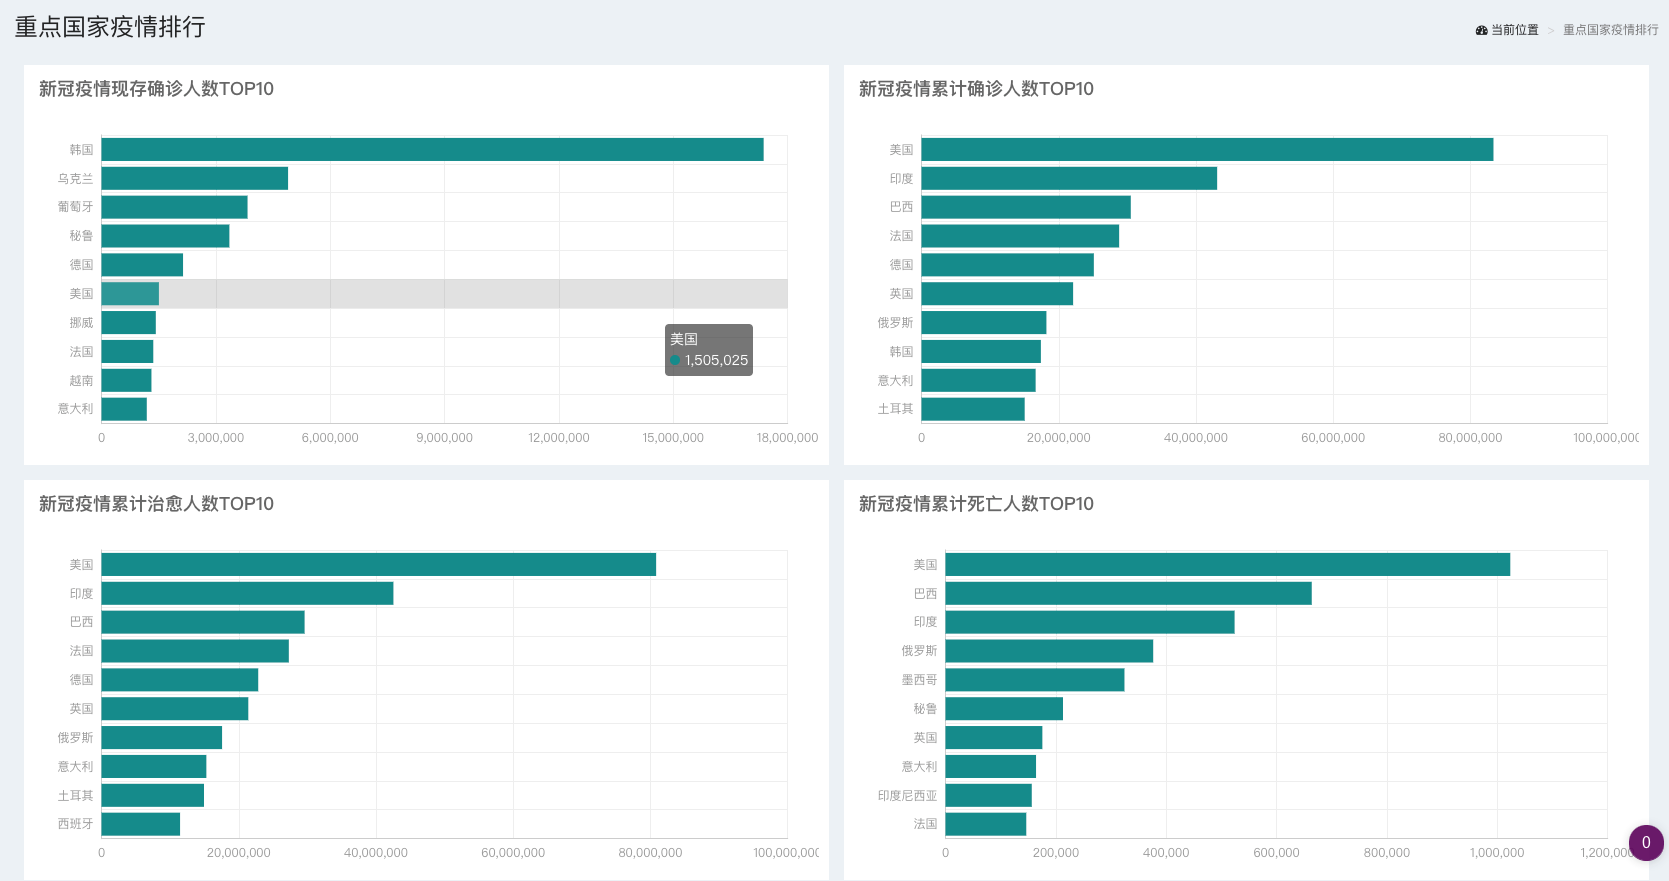 重点国家疫情排行
当前位置 > 重点国家疫情排行
新冠疫情现存确诊人数TOP10
韩国
乌克兰
葡萄牙
秘鲁
德国
美国
挪威
法国
越南
意大利
0 3,000,000 6,000,000 9,000,000 12,000,000 15,000,000 18,000,000
美国
1,505,025
新冠疫情累计确诊人数TOP10
美国
印度
巴西
法国
德国
英国
俄罗斯
韩国
意大利
土耳其
0 20,000,000 40,000,000 60,000,000 80,000,000 100,000,000
新冠疫情累计治愈人数TOP10
美国
印度
巴西
法国
德国
英国
俄罗斯
意大利
土耳其
西班牙
0 20,000,000 40,000,000 60,000,000 80,000,000 100,000,000
新冠疫情累计死亡人数TOP10
美国
巴西
印度
俄罗斯
墨西哥
秘鲁
英国
意大利
印度尼西亚
法国
0 200,000 400,000 600,000 800,000 1,000,000 1,200,000
0